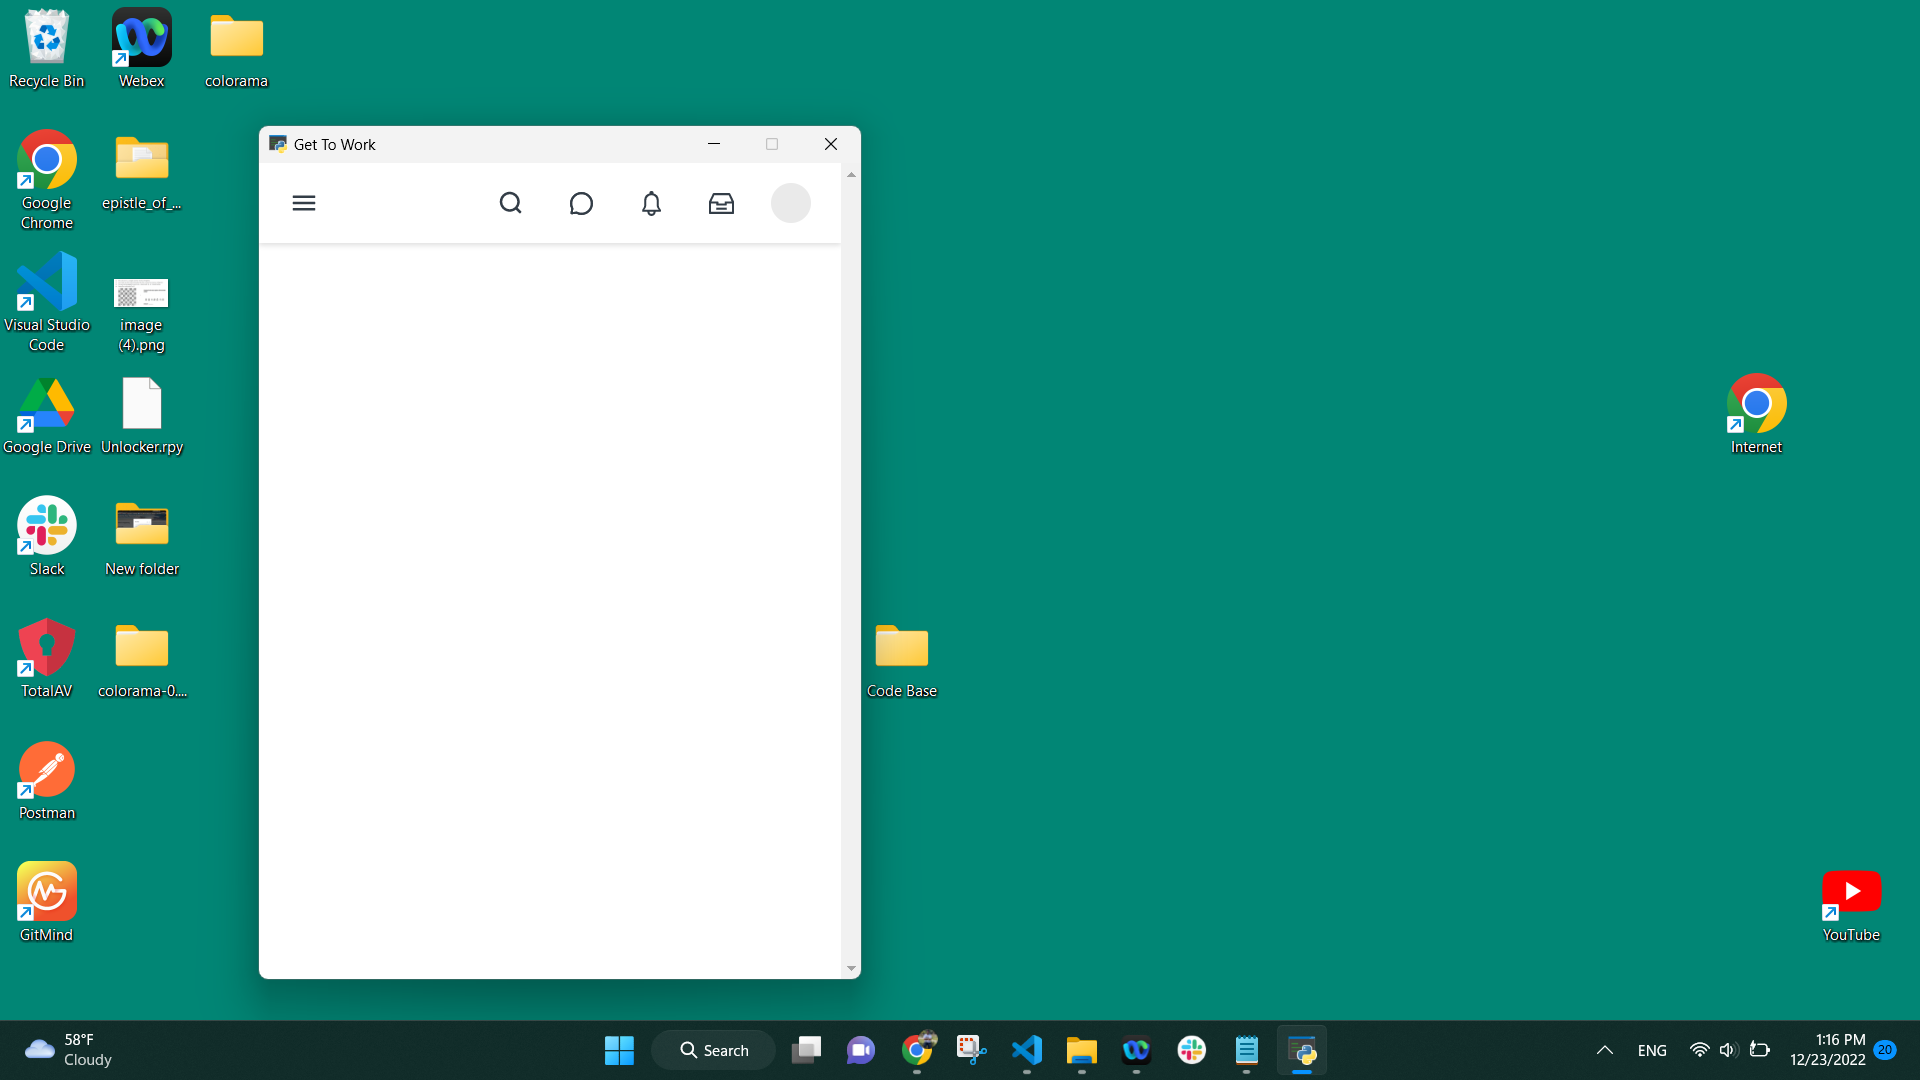 Recycle Bin
Webex
colorama
Google
Chrome
epistle_of_...
Visual Studio
Code
image
(4).png
Google Drive
Unlocker.rpy
Slack
New folder
TotalAV
colorama-0....
Postman
GitMind
Get To Work
Code Base
Internet
YouTube
58°F
Cloudy
Search
ENG
1:16 PM
12/23/2022
20